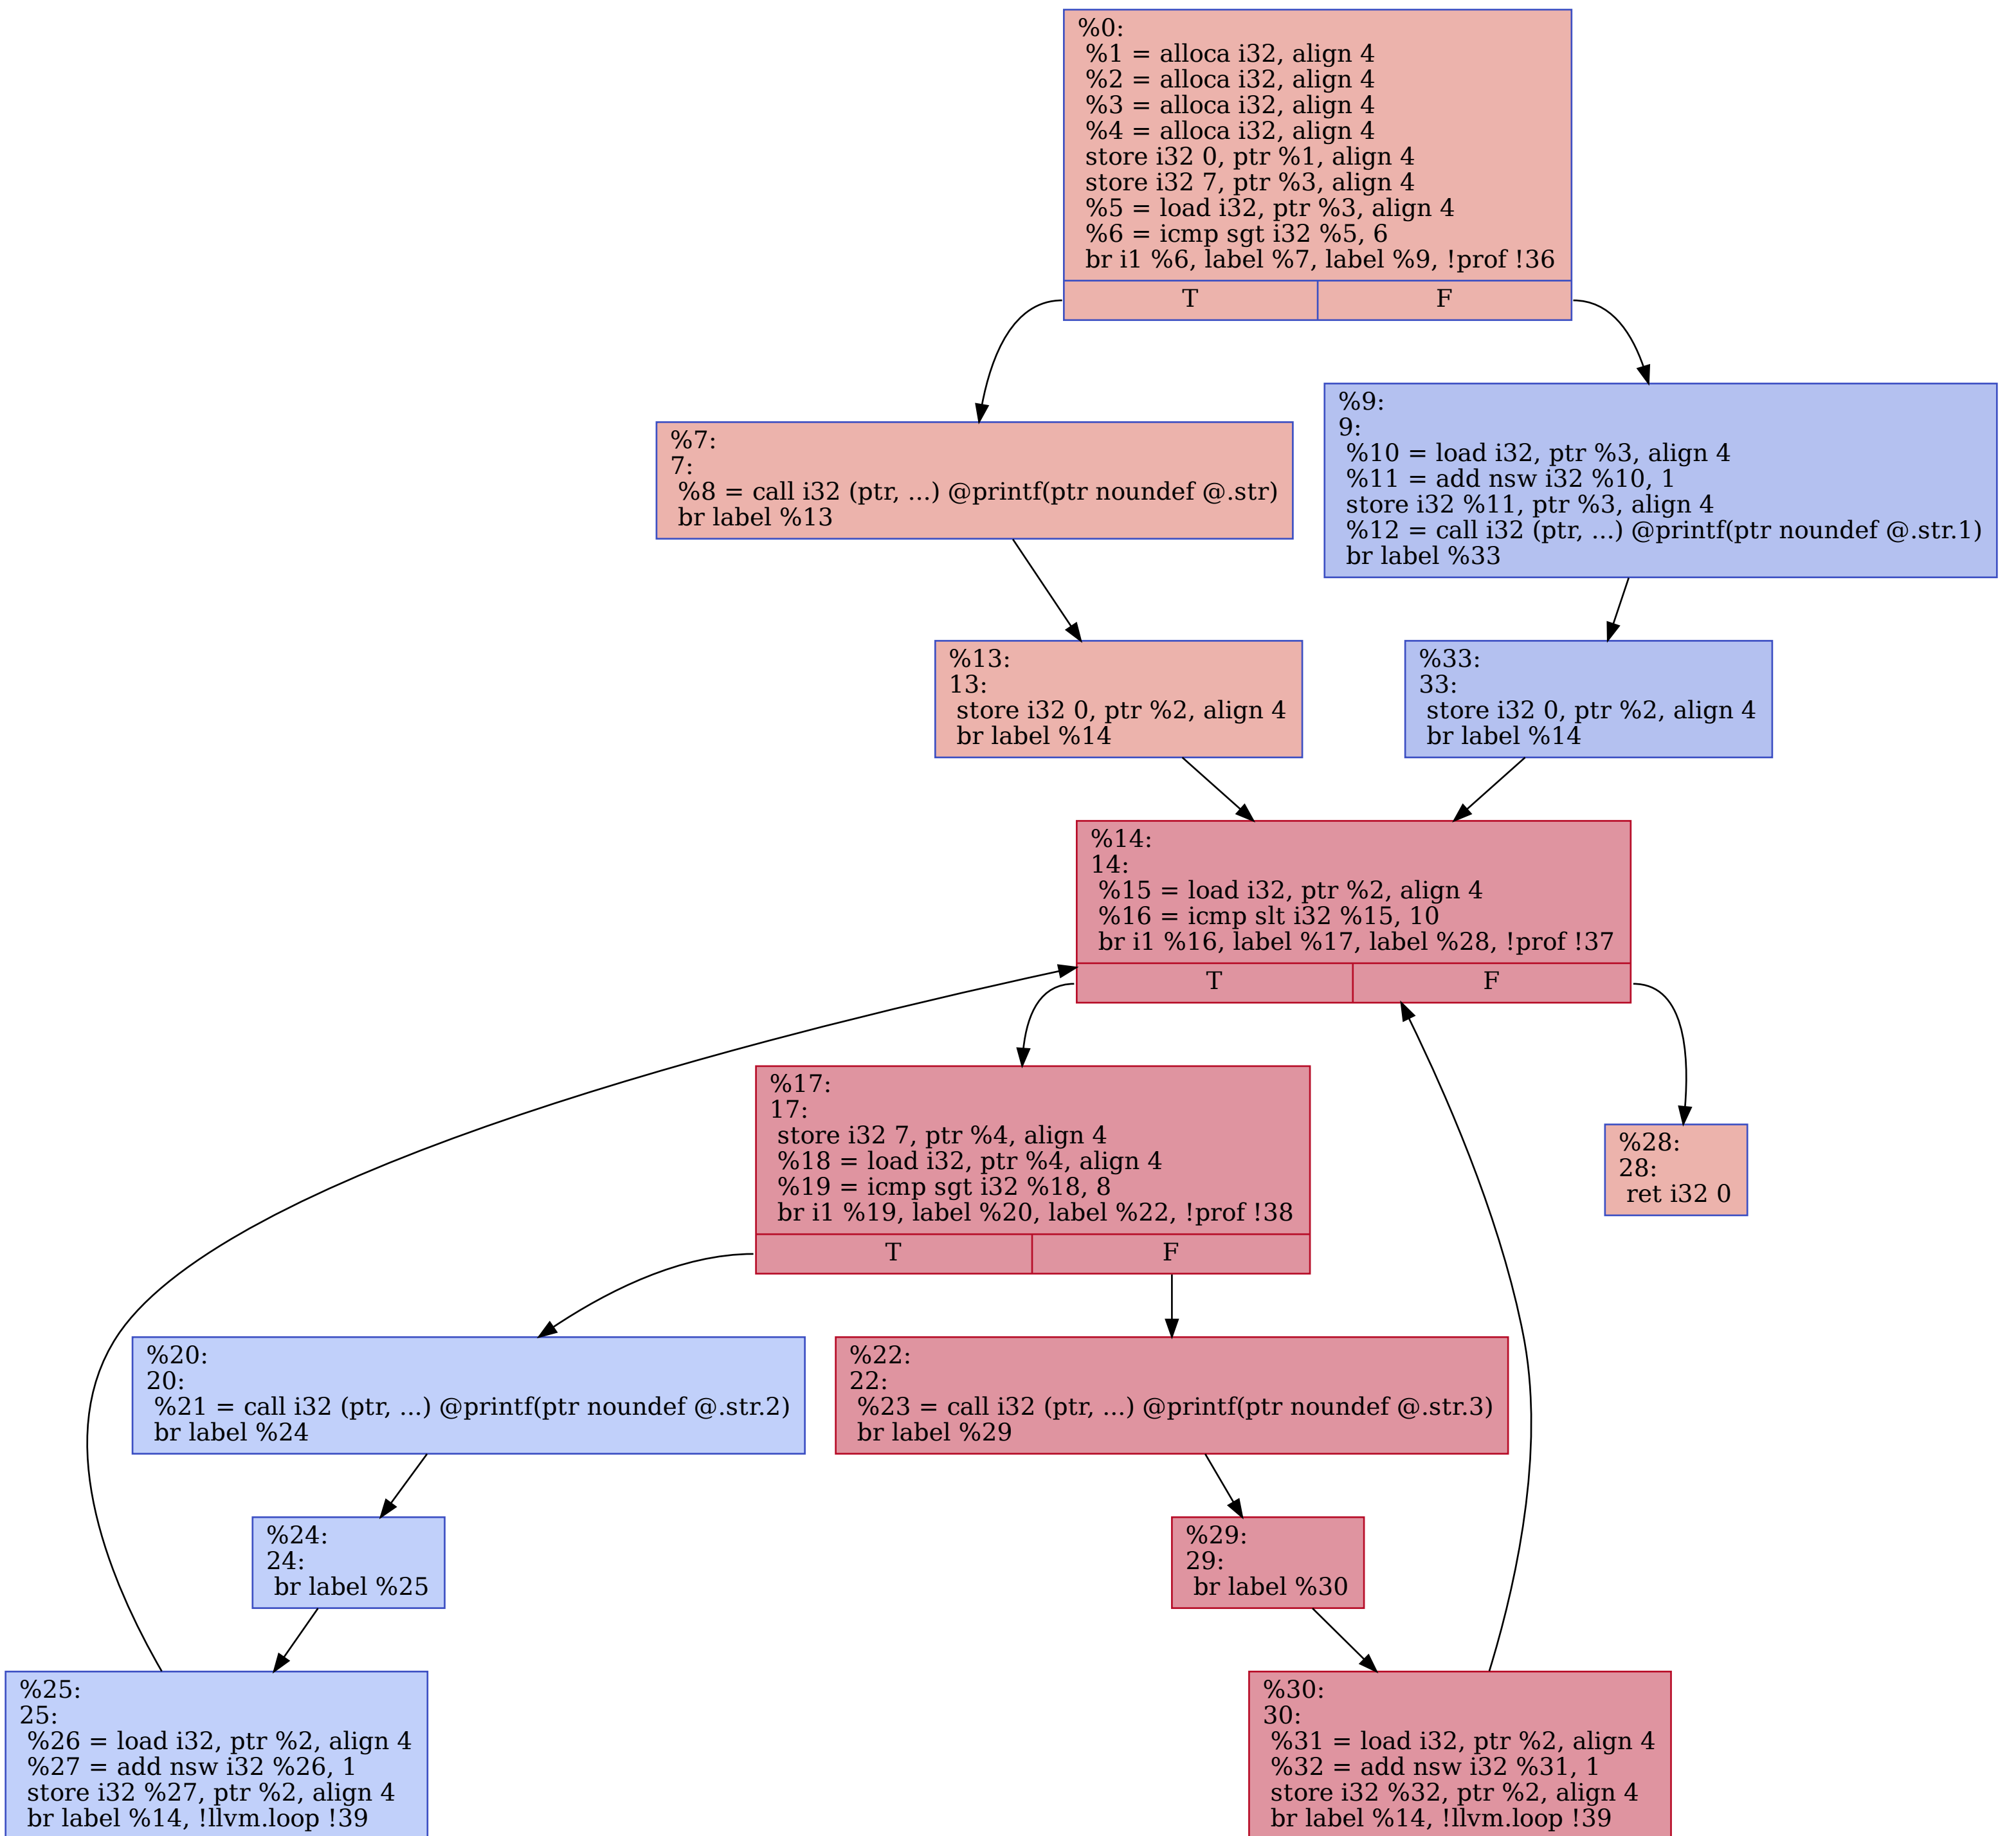 %0:
%1 = alloca i32, align 4
%2 = alloca i32, align 4
%3 = alloca i32, align 4
%4 = alloca i32, align 4
store i32 0, ptr %1, align 4
store i32 7, ptr %3, align 4
%5 = load i32, ptr %3, align 4
%6 = icmp sgt i32 %5, 6
br i1 %6, label %7, label %9, !prof !36
T
F
%7:
7:
%8 = call i32 (ptr, ...) @printf(ptr noundef @.str)
br label %13
%9:
9:
%10 = load i32, ptr %3, align 4
%11 = add nsw i32 %10, 1
store i32 %11, ptr %3, align 4
%12 = call i32 (ptr, ...) @printf(ptr noundef @.str.1)
br label %33
%13:
13:
store i32 0, ptr %2, align 4
br label %14
%33:
33:
store i32 0, ptr %2, align 4
br label %14
%14:
14:
%15 = load i32, ptr %2, align 4
%16 = icmp slt i32 %15, 10
br i1 %16, label %17, label %28, !prof !37
T
F
%17:
17:
store i32 7, ptr %4, align 4
%18 = load i32, ptr %4, align 4
%19 = icmp sgt i32 %18, 8
br i1 %19, label %20, label %22, !prof !38
T
F
%28:
28:
ret i32 0
%20:
20:
%21 = call i32 (ptr, ...) @printf(ptr noundef @.str.2)
br label %24
%22:
22:
%23 = call i32 (ptr, ...) @printf(ptr noundef @.str.3)
br label %29
%24:
24:
br label %25
%29:
29:
br label %30
%25:
25:
%26 = load i32, ptr %2, align 4
%27 = add nsw i32 %26, 1
store i32 %27, ptr %2, align 4
br label %14, !llvm.loop !39
%30:
30:
%31 = load i32, ptr %2, align 4
%32 = add nsw i32 %31, 1
store i32 %32, ptr %2, align 4
br label %14, !llvm.loop !39